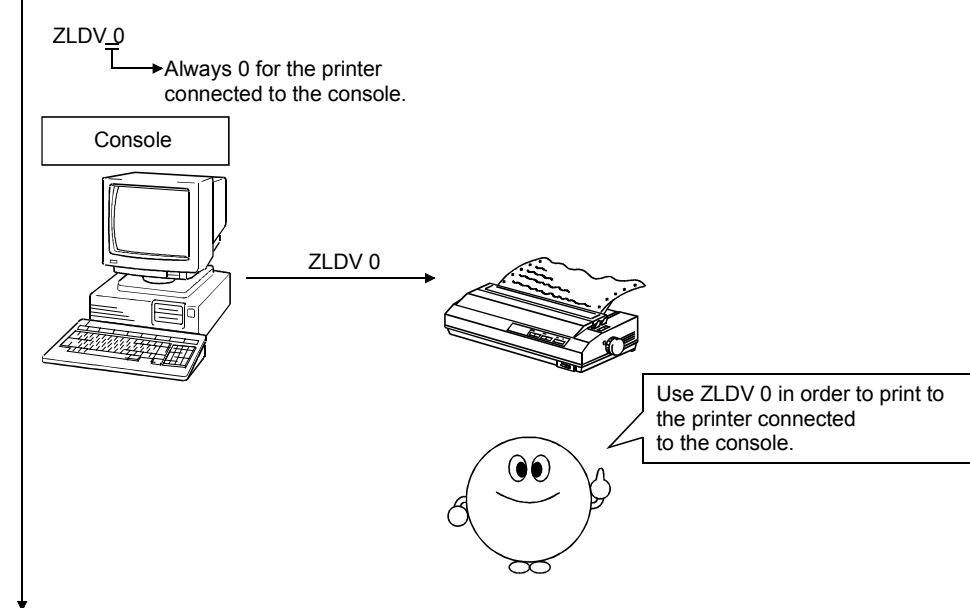 ZLDV 0
Always 0 for the printer
connected to the console.
Console
ZLDV 0
Use ZLDV 0 in order to print to
the printer connected
to the console.